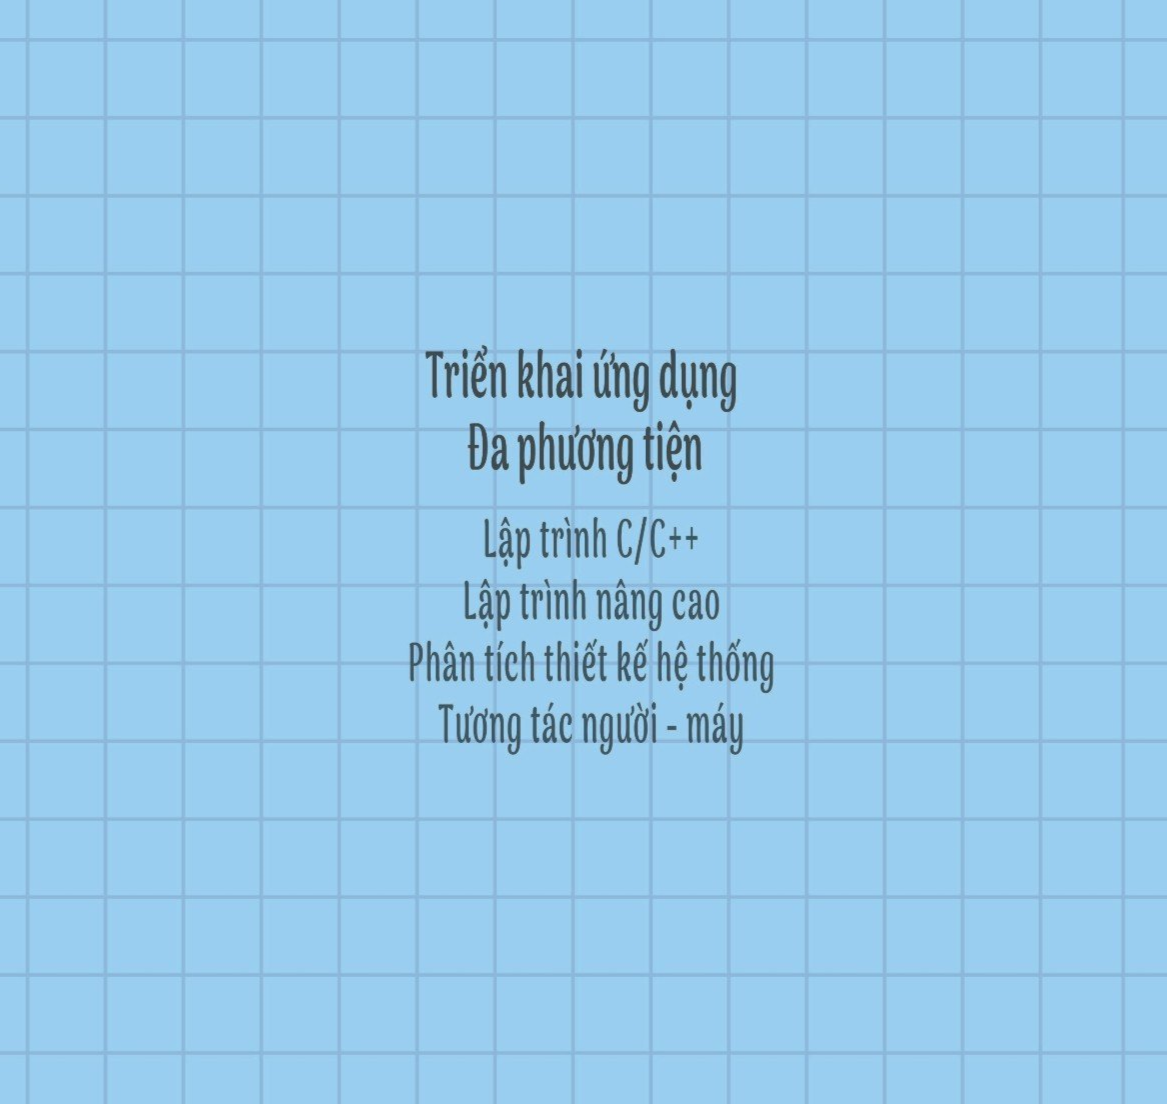 Triển khai ứng dụng
Đa phương tiện
Lập trình C/C++
Lập trình nâng cao
Phân tích thiết kế hệ thống
Tương tác người - máy